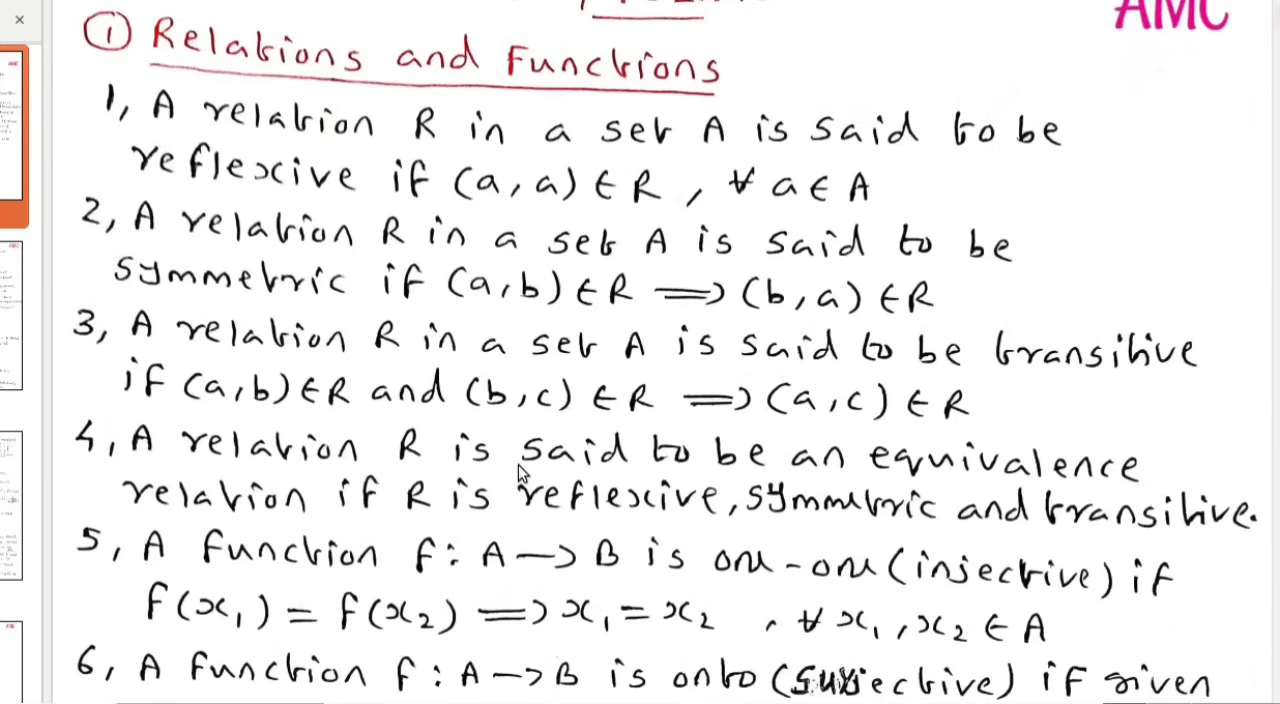 AMC
① Relations and Functions
1, A relation R in a set A is said to be
reflexive if (a, a) ∈ R , ∀ a ∈ A
2, A relation R in a set A is said to be
symmetric if (a, b) ∈ R ⟹ (b, a) ∈ R
3, A relation R in a set A is said to be transitive
if (a, b) ∈ R and (b, c) ∈ R ⟹ (a, c) ∈ R
4, A relation R is said to be an equivalence
relation if R is reflexive, symmetric and transitive.
5, A function f : A → B is one-one (injective) if
f(x₁) = f(x₂) ⟹ x₁ = x₂ , ∀ x₁, x₂ ∈ A
6, A function f : A → B is onto (surjective) if given